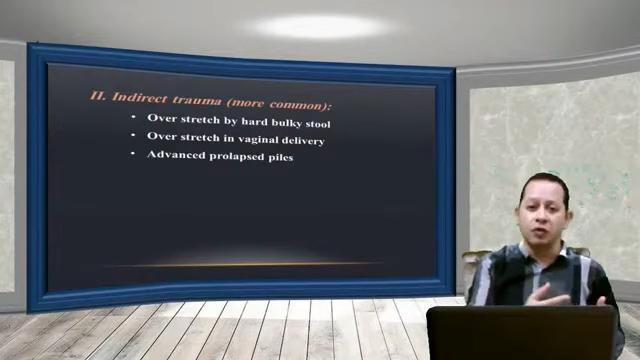 II. Indirect trauma (more common):
• Over stretch by hard bulky stool
• Over stretch in vaginal delivery
• Advanced prolapsed piles